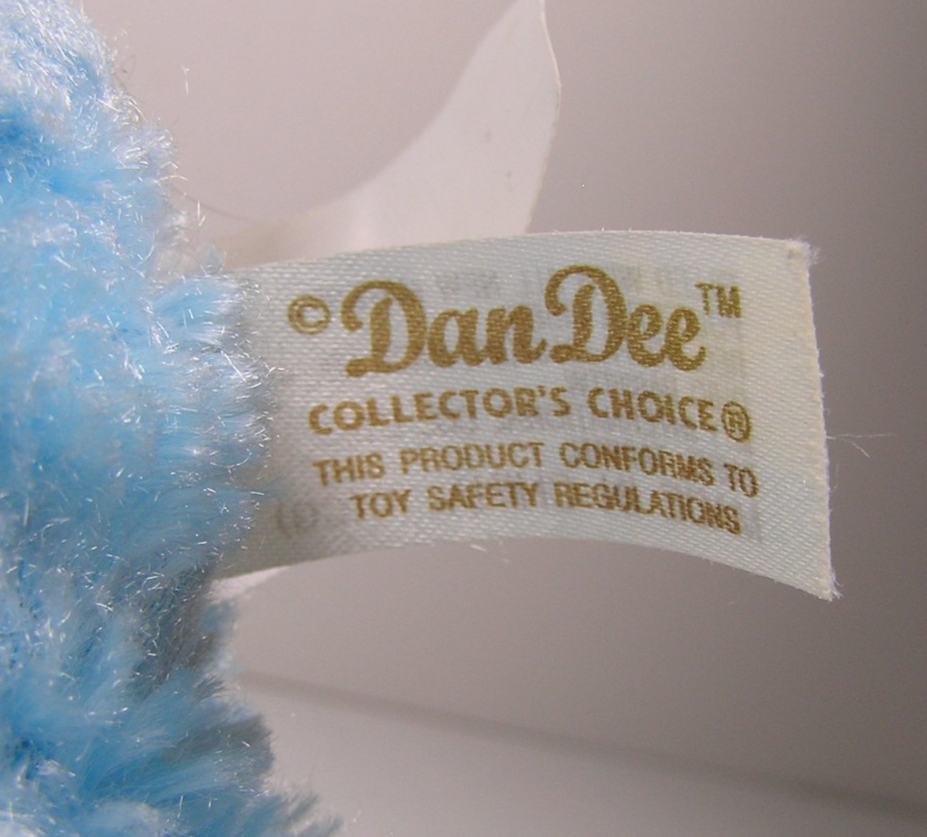 © DanDee™
COLLECTOR'S CHOICE®
THIS PRODUCT CONFORMS TO
TOY SAFETY REGULATIONS